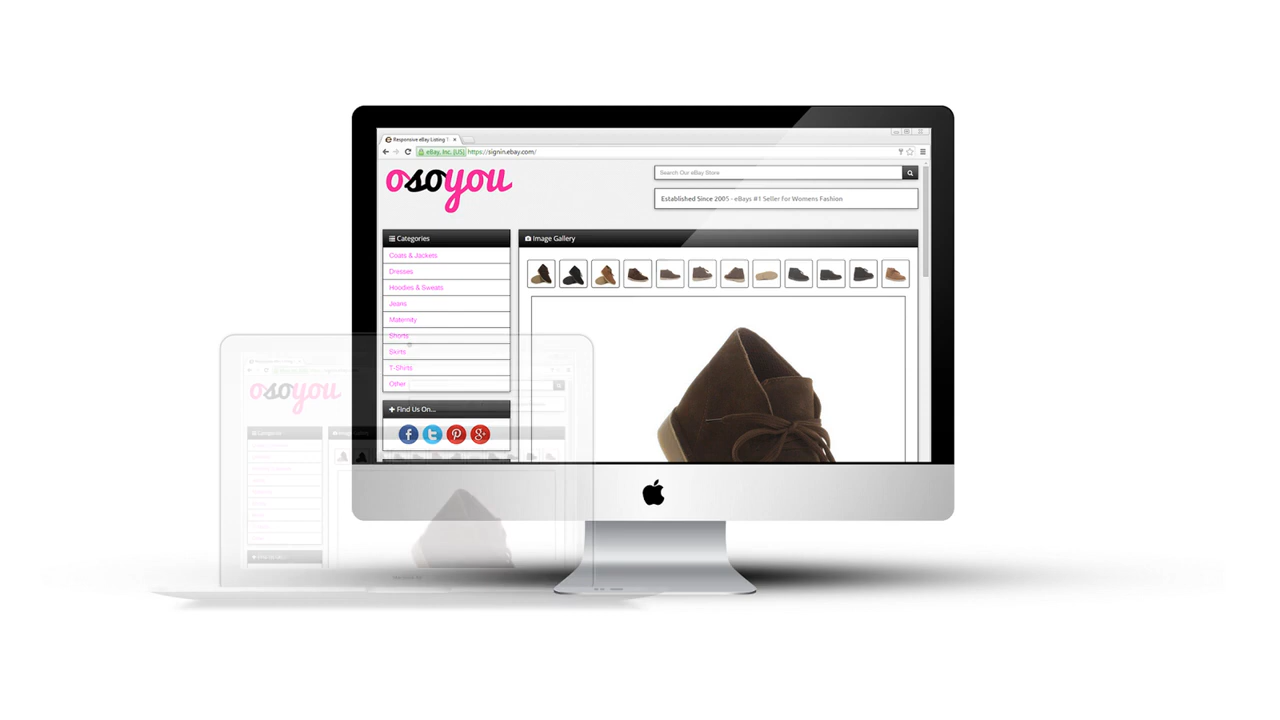 Responsive eBay Listing T
eBay, Inc. [US] https://signin.ebay.com/
osoyou
Search Our eBay Store
Established Since 2005 - eBays #1 Seller for Womens Fashion
Categories
Image Gallery
Coats & Jackets
Dresses
Hoodies & Sweats
Jeans
Maternity
Shorts
Skirts
T-Shirts
Other
Find Us On...
osoyou